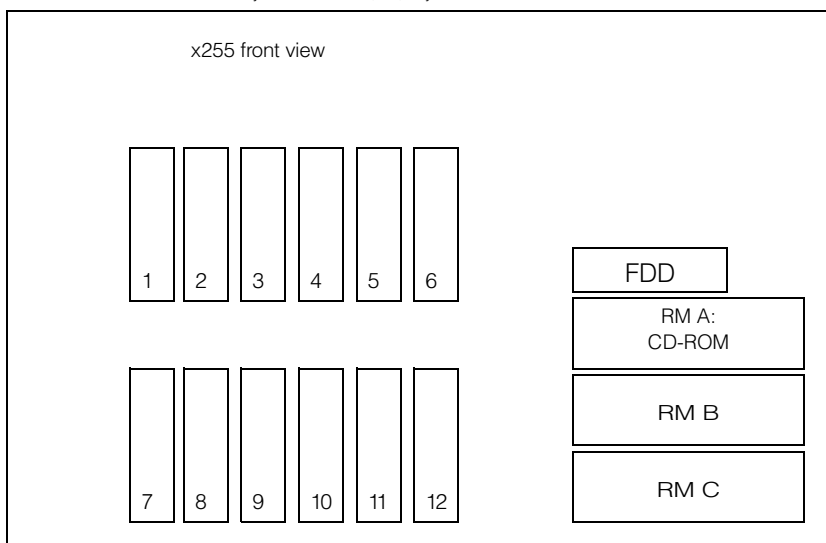 x255 front view
1 2 3 4 5 6
FDD
RM A:
CD-ROM
RM B
7 8 9 10 11 12
RM C